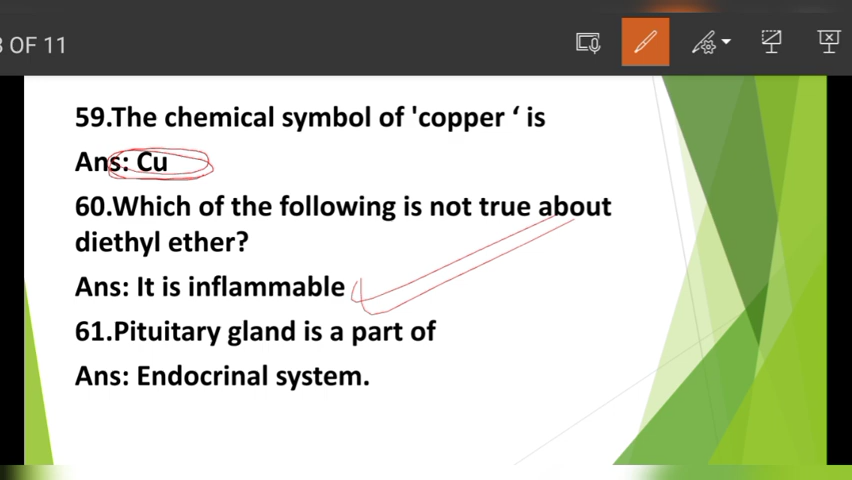 3 OF 11
59.The chemical symbol of 'copper ‘ is
Ans: Cu
60.Which of the following is not true about
diethyl ether?
Ans: It is inflammable
61.Pituitary gland is a part of
Ans: Endocrinal system.